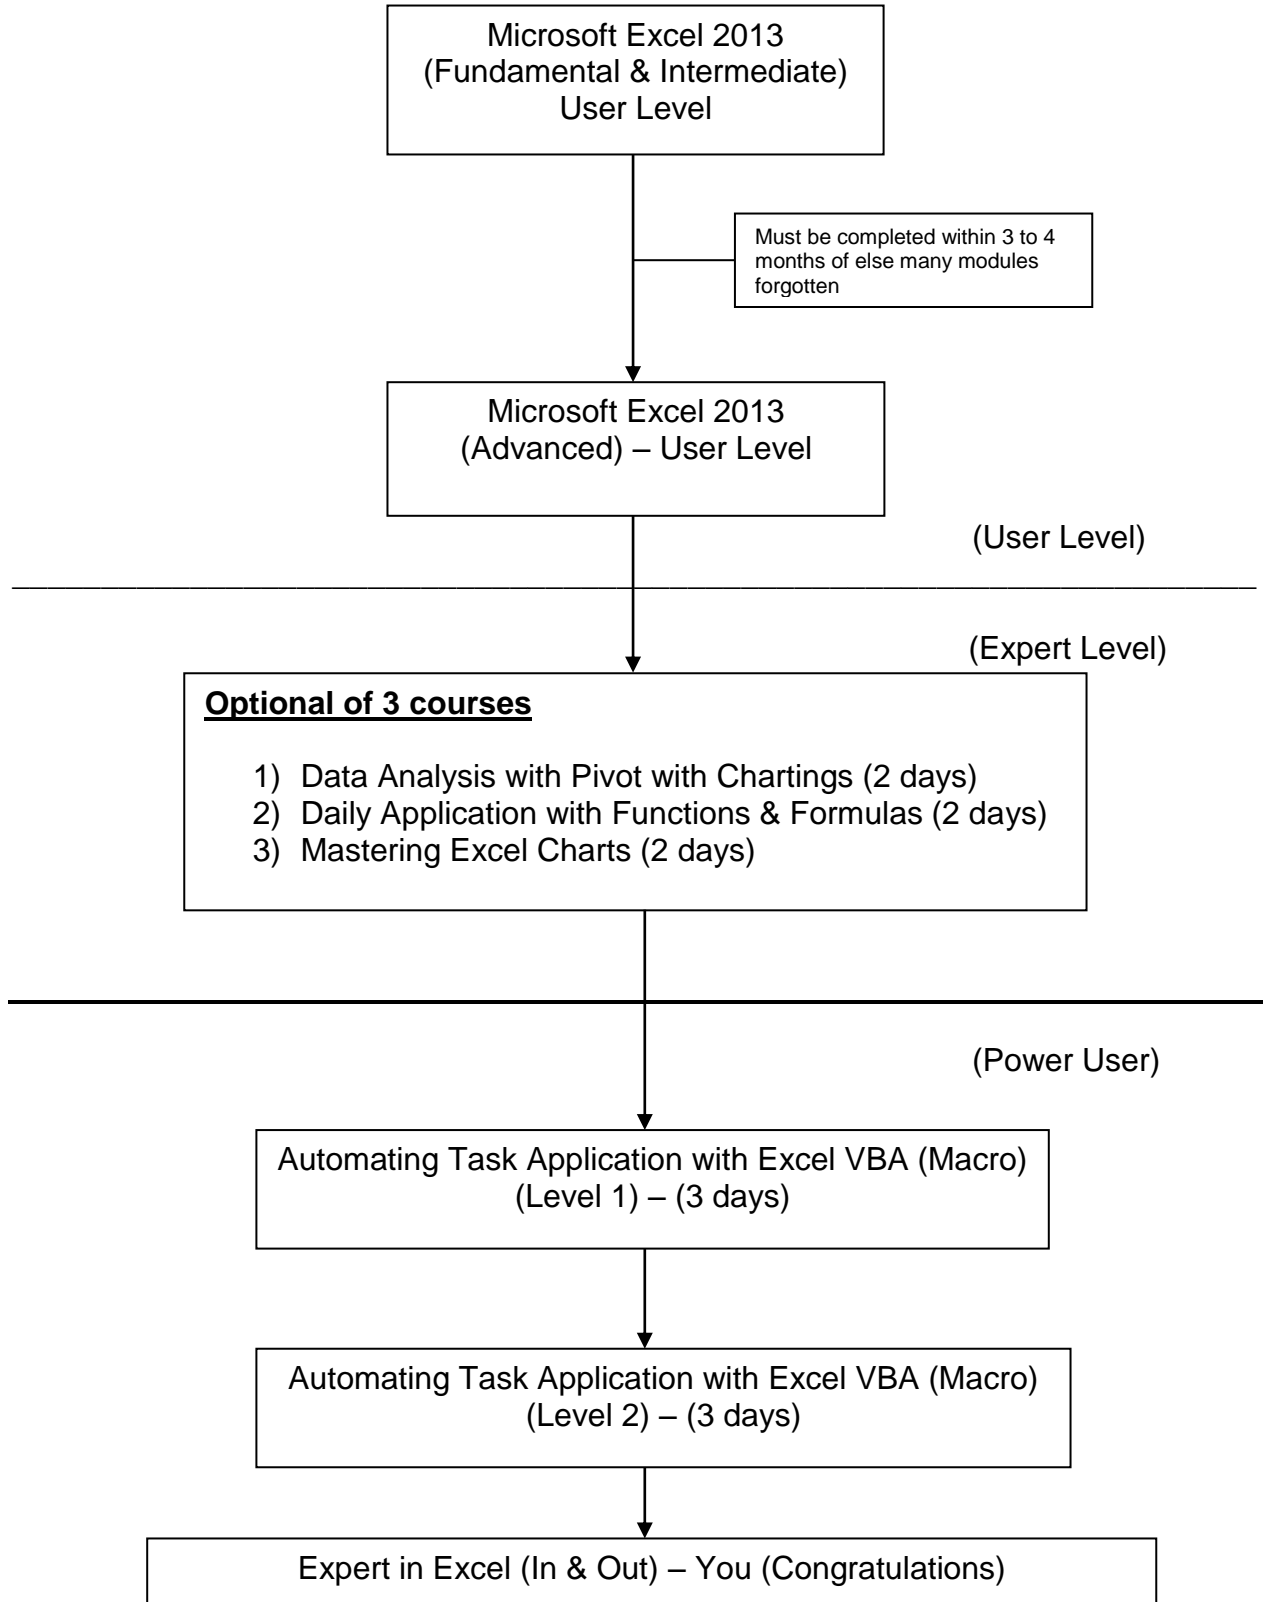 Microsoft Excel 2013
(Fundamental & Intermediate)
User Level
Must be completed within 3 to 4
months of else many modules
forgotten
Microsoft Excel 2013
(Advanced) – User Level
(User Level)
(Expert Level)
Optional of 3 courses
1) Data Analysis with Pivot with Chartings (2 days)
2) Daily Application with Functions & Formulas (2 days)
3) Mastering Excel Charts (2 days)
(Power User)
Automating Task Application with Excel VBA (Macro)
(Level 1) – (3 days)
Automating Task Application with Excel VBA (Macro)
(Level 2) – (3 days)
Expert in Excel (In & Out) – You (Congratulations)